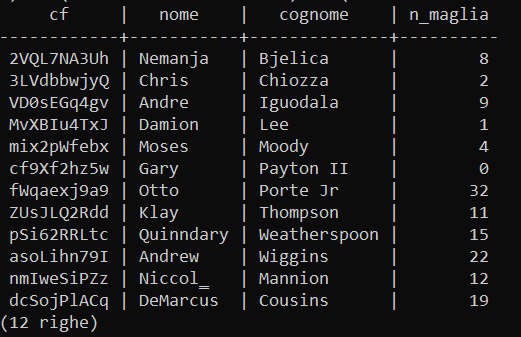 cf | nome | cognome | n_maglia
------------+-----------+-------------+----------
2VQL7NA3Uh | Nemanja | Bjelica | 8
3LVdbbwjyQ | Chris | Chiozza | 2
VD0sEGq4gv | Andre | Iguodala | 9
MvXBIu4TxJ | Damion | Lee | 1
mix2pWfebx | Moses | Moody | 4
cf9Xf2hz5w | Gary | Payton II | 0
fWqaexj9a9 | Otto | Porte Jr | 32
ZUsJLQ2Rdd | Klay | Thompson | 11
pSi62RRLtc | Quinndary | Weatherspoon | 15
asoLihn79I | Andrew | Wiggins | 22
nmIweSiPZz | Niccol‗ | Mannion | 12
dcSojPlACq | DeMarcus | Cousins | 19
(12 righe)